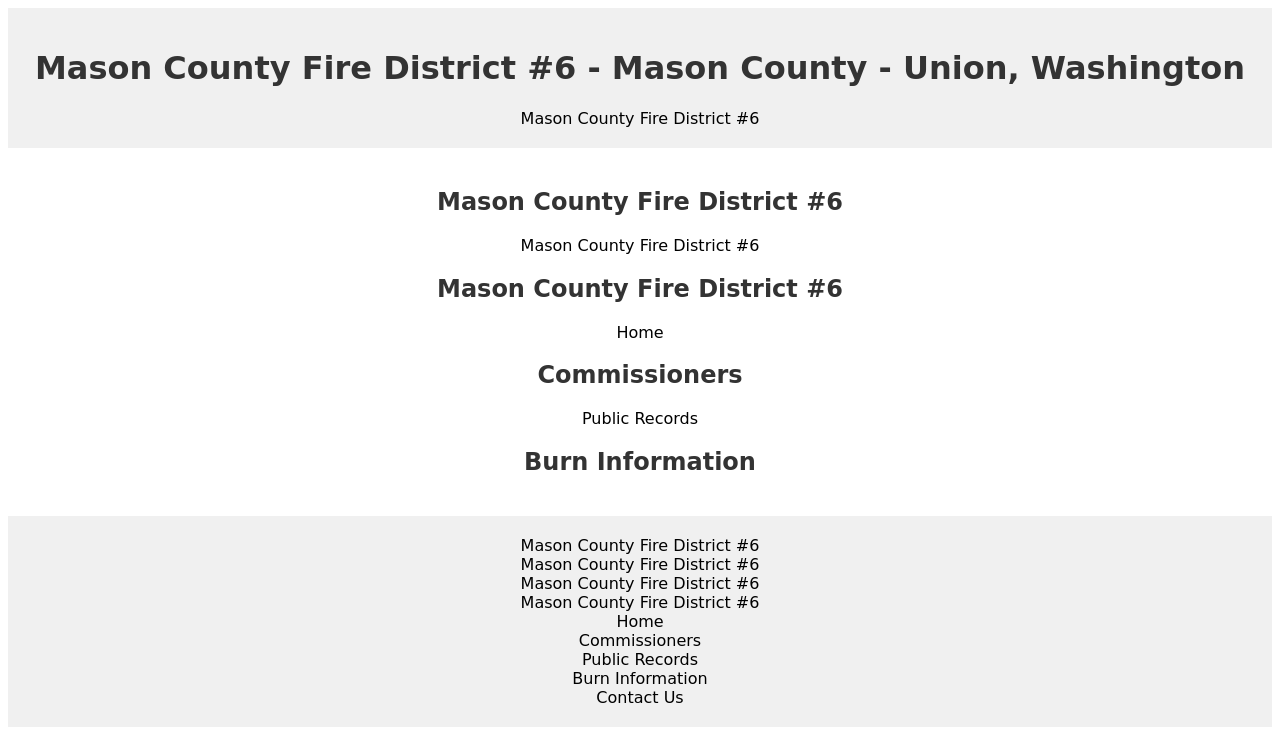 Mason County Fire District #6 - Mason County - Union, Washington
Mason County Fire District #6
Mason County Fire District #6
Mason County Fire District #6
Mason County Fire District #6
Home
Commissioners
Public Records
Burn Information
Mason County Fire District #6
Mason County Fire District #6
Mason County Fire District #6
Mason County Fire District #6
Home
Commissioners
Public Records
Burn Information
Contact Us